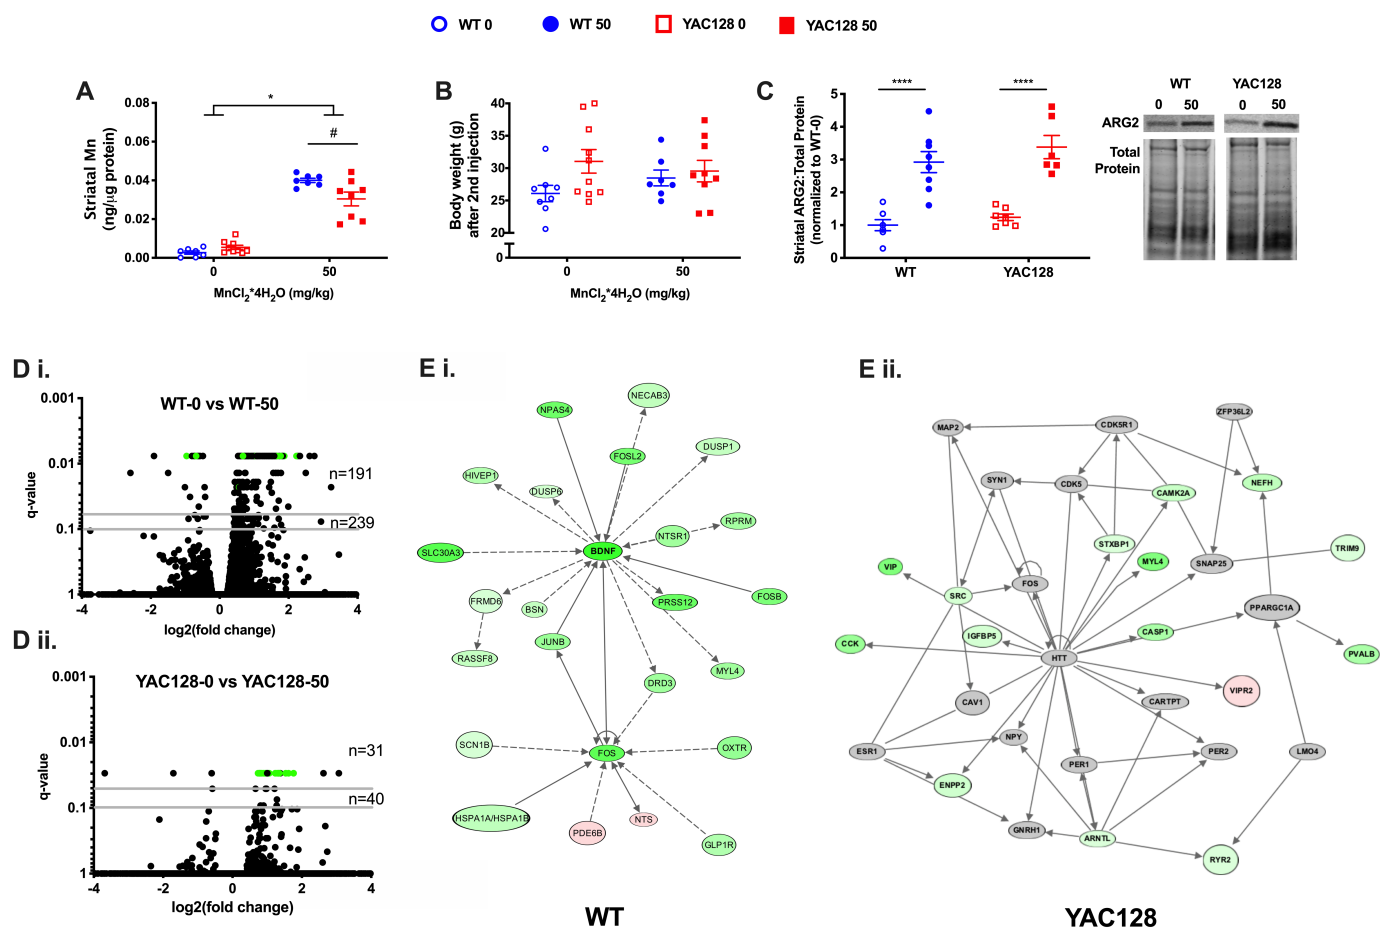 WT 0 WT 50 YAC128 0 YAC128 50
A
Striatal Mn
(ng/µg protein)
0.08
0.06
0.04
0.02
0.00
*
#
0 50
MnCl2*4H2O (mg/kg)
B
Body weight (g)
after 2nd injection
40
35
30
25
20
0
0 50
MnCl2*4H2O (mg/kg)
C
Striatal ARG2:Total Protein
(normalized to WT-0)
5
4
3
2
1
0
**** ****
WT YAC128
WT YAC128
0 50 0 50
ARG2
Total
Protein
D i.
WT-0 vs WT-50
q-value
0.001
0.01
0.1
1
n=191
n=239
-4 -2 0 2 4
log2(fold change)
D ii.
YAC128-0 vs YAC128-50
q-value
0.001
0.01
0.1
1
n=31
n=40
-4 -2 0 2 4
log2(fold change)
E i.
NECAB3
NPAS4
DUSP1
FOSL2
HIVEP1
DUSP6
RPRM
NTSR1
SLC30A3
BDNF
FOSB
FRMD6
BSN
PRSS12
JUNB
RASSF8
MYL4
DRD3
SCN1B
FOS
OXTR
HSPA1A/HSPA1B
PDE6B
NTS
GLP1R
WT
E ii.
ZFP36L2
MAP2
CDK5R1
SYN1
CDK5
CAMK2A
NEFH
STXBP1
TRIM9
VIP
MYL4
SNAP25
FOS
SRC
PPARGC1A
IGFBP5
CASP1
CCK
HTT
PVALB
VIPR2
CAV1
CARTPT
NPY
ESR1
PER2
LMO4
PER1
ENPP2
GNRH1
ARNTL
RYR2
YAC128